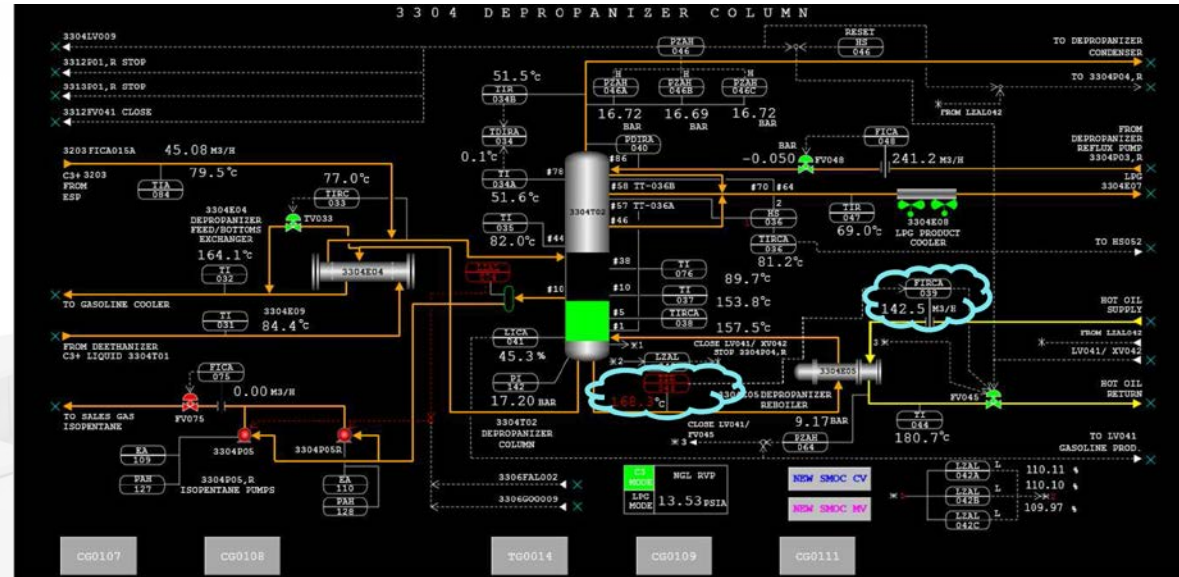 3304 DEPROPANIZER COLUMN
3304LV009
3312P01,R STOP
3313P01,R STOP
3312FV041 CLOSE
3203 FICA015A
45.08 M3/H
79.5°c
C3+ 3203
FROM
ESP
TIA
084
77.0°c
TIRC
033
TV033
3304E04
DEPROPANIZER
FEED/BOTTOMS
EXCHANGER
164.1°c
TI
032
3304E04
TO GASOLINE COOLER
3304E09
TI
031
84.4°c
FROM DEETHANIZER
C3+ LIQUID 3304T01
FICA
075
0.00 M3/H
TO SALES GAS
ISOPENTANE
FV075
EA
109
PAH
127
3304P05
3304P05R
3304P05,R
ISOPENTANE PUMPS
EA
110
PAH
128
51.5°c
TIR
034B
TDIRA
034
0.1°c
TI
034A
51.6°c
TI
035
82.0°c
#78
#44
#10
LICA
041
45.3 %
PI
142
17.20 BAR
3304T02
DEPROPANIZER
COLUMN
3304T02
PZAH
046
RESET
HS
046
H
H
H
PZAH
046A
PZAH
046B
PZAH
046C
16.72
BAR
16.69
BAR
16.72
BAR
PDIRA
040
#86
#58 TT-036B
#57 TT-036A
#46
#70
#64
2
HS
036
TIRCA
036
81.2°c
#38
TI
076
89.7°c
#10
TI
037
153.8°c
#5
TIRCA
038
157.5°c
#1
1
CLOSE LV041/ XV042
STOP 3304P04,R
2
LZAL
168.3°c
3304E05 DEPROPANIZER
REBOILER
CLOSE LV041/
FV045
3
9.17 BAR
PZAH
064
BAR
-0.050
FV048
FICA
048
241.2 M3/H
TIR
047
69.0°c
3304E08
LPG PRODUCT
COOLER
FIRCA
039
142.5 M3/H
3
3304E05
FV045
TI
044
180.7°c
TO DEPROPANIZER
CONDENSER
TO 3304P04,R
FROM LZAL042
FROM
DEPROPANIZER
REFLUX PUMP
3304P03,R
LPG
3304E07
TO HS052
HOT OIL
SUPPLY
FROM LZAL042
LV041/ XV042
HOT OIL
RETURN
TO LV041
GASOLINE PROD.
3306FAL002
3306GOO009
C3
MODE
LPG
MODE
NGL RVP
13.53 PSIA
NEW SMOC CV
NEW SMOC MV
LZAL
042A
L
110.11 %
LZAL
042B
L
110.10 %
LZAL
042C
L
109.97 %
CG0107
CG0108
TG0014
CG0109
CG0111